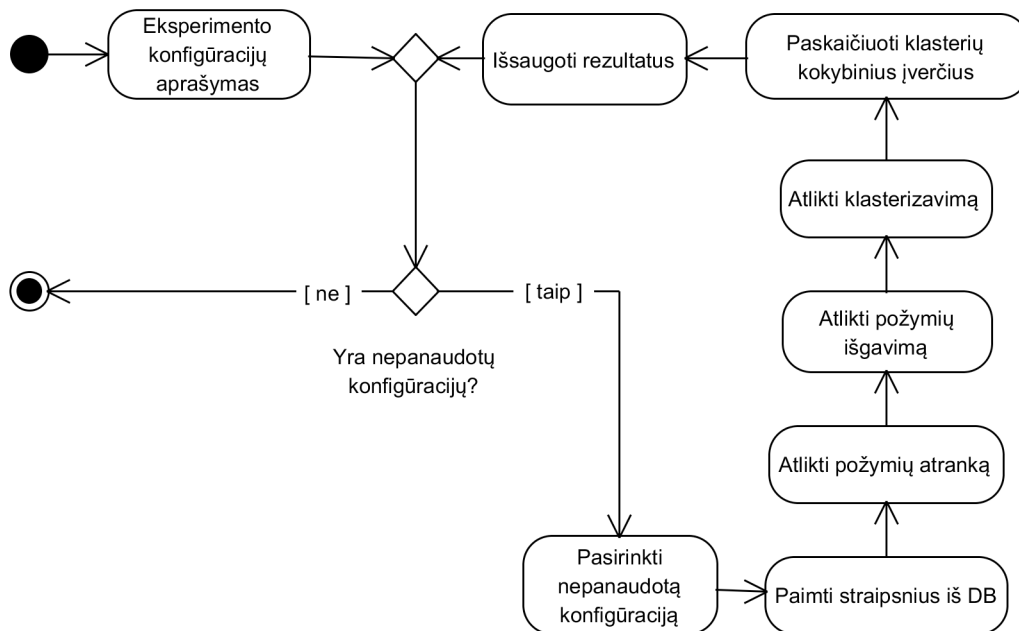 Eksperimento
konfigūracijų
aprašymas
Išsaugoti rezultatus
Paskaičiuoti klasterių
kokybinius įverčius
Atlikti klasterizavimą
[ ne ]
[ taip ]
Atlikti požymių
išgavimą
Yra nepanaudotų
konfigūracijų?
Atlikti požymių atranką
Pasirinkti
nepanaudotą
konfigūraciją
Paimti straipsnius iš DB